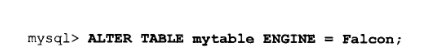 mysql> ALTER TABLE mytable ENGINE = Falcon;